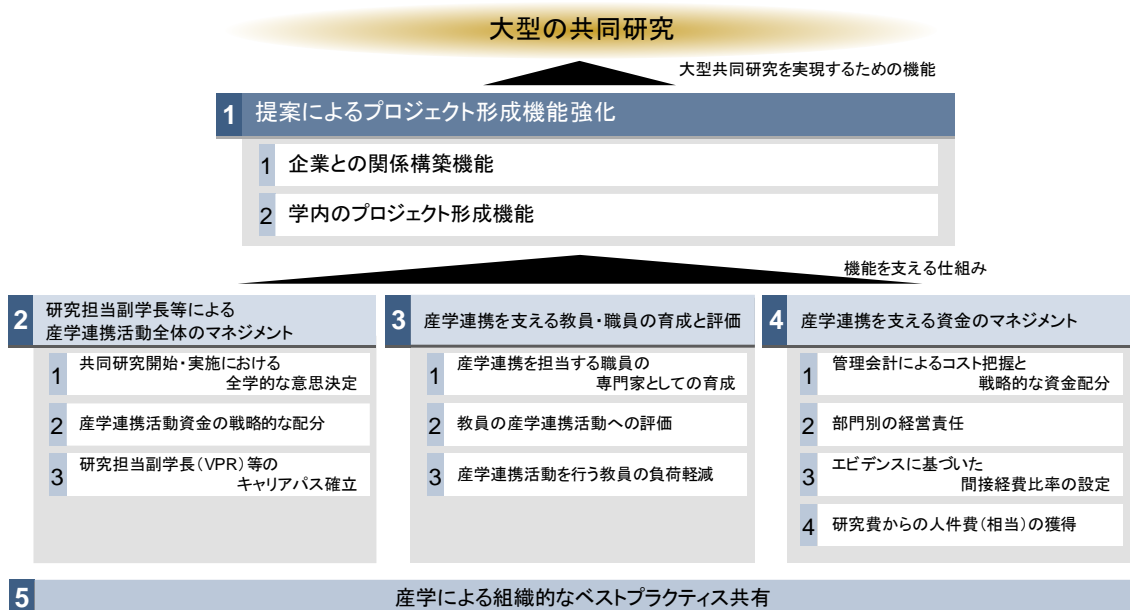 大型の共同研究
大型共同研究を実現するための機能
1 提案によるプロジェクト形成機能強化
1 企業との関係構築機能
2 学内のプロジェクト形成機能
機能を支える仕組み
2 研究担当副学長等による
産学連携活動全体のマネジメント
1 共同研究開始・実施における
全学的な意思決定
2 産学連携活動資金の戦略的な配分
3 研究担当副学長(VPR)等の
キャリアパス確立
3 産学連携を支える教員・職員の育成と評価
1 産学連携を担当する職員の
専門家としての育成
2 教員の産学連携活動への評価
3 産学連携活動を行う教員の負荷軽減
4 産学連携を支える資金のマネジメント
1 管理会計によるコスト把握と
戦略的な資金配分
2 部門別の経営責任
3 エビデンスに基づいた
間接経費比率の設定
4 研究費からの人件費(相当)の獲得
5 産学による組織的なベストプラクティス共有